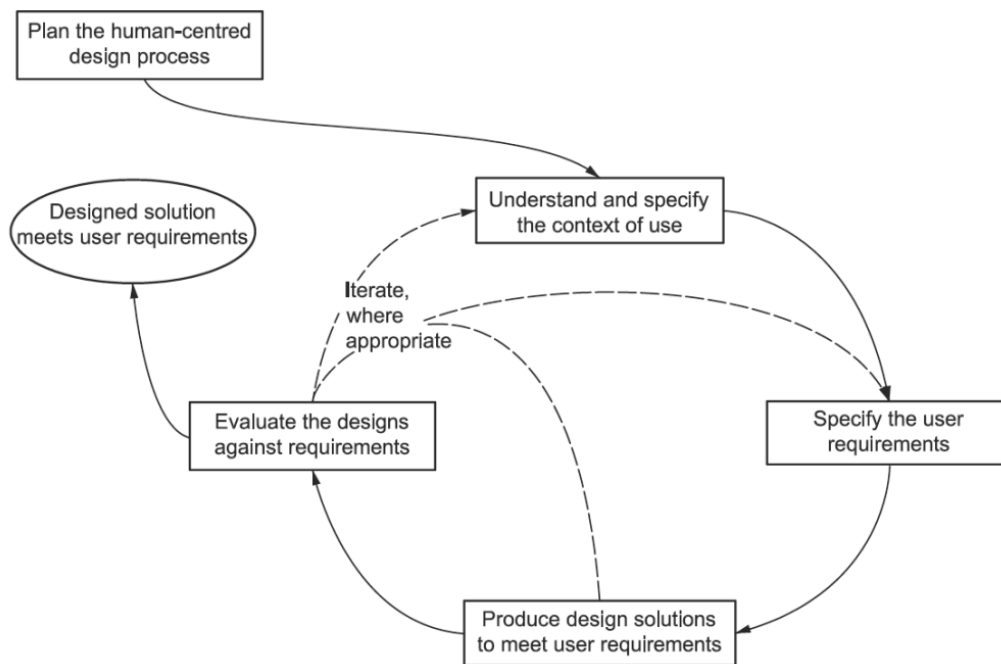 Plan the human-centred
design process
Understand and specify
the context of use
Designed solution
meets user requirements
Iterate,
where
appropriate
Evaluate the designs
against requirements
Specify the user
requirements
Produce design solutions
to meet user requirements